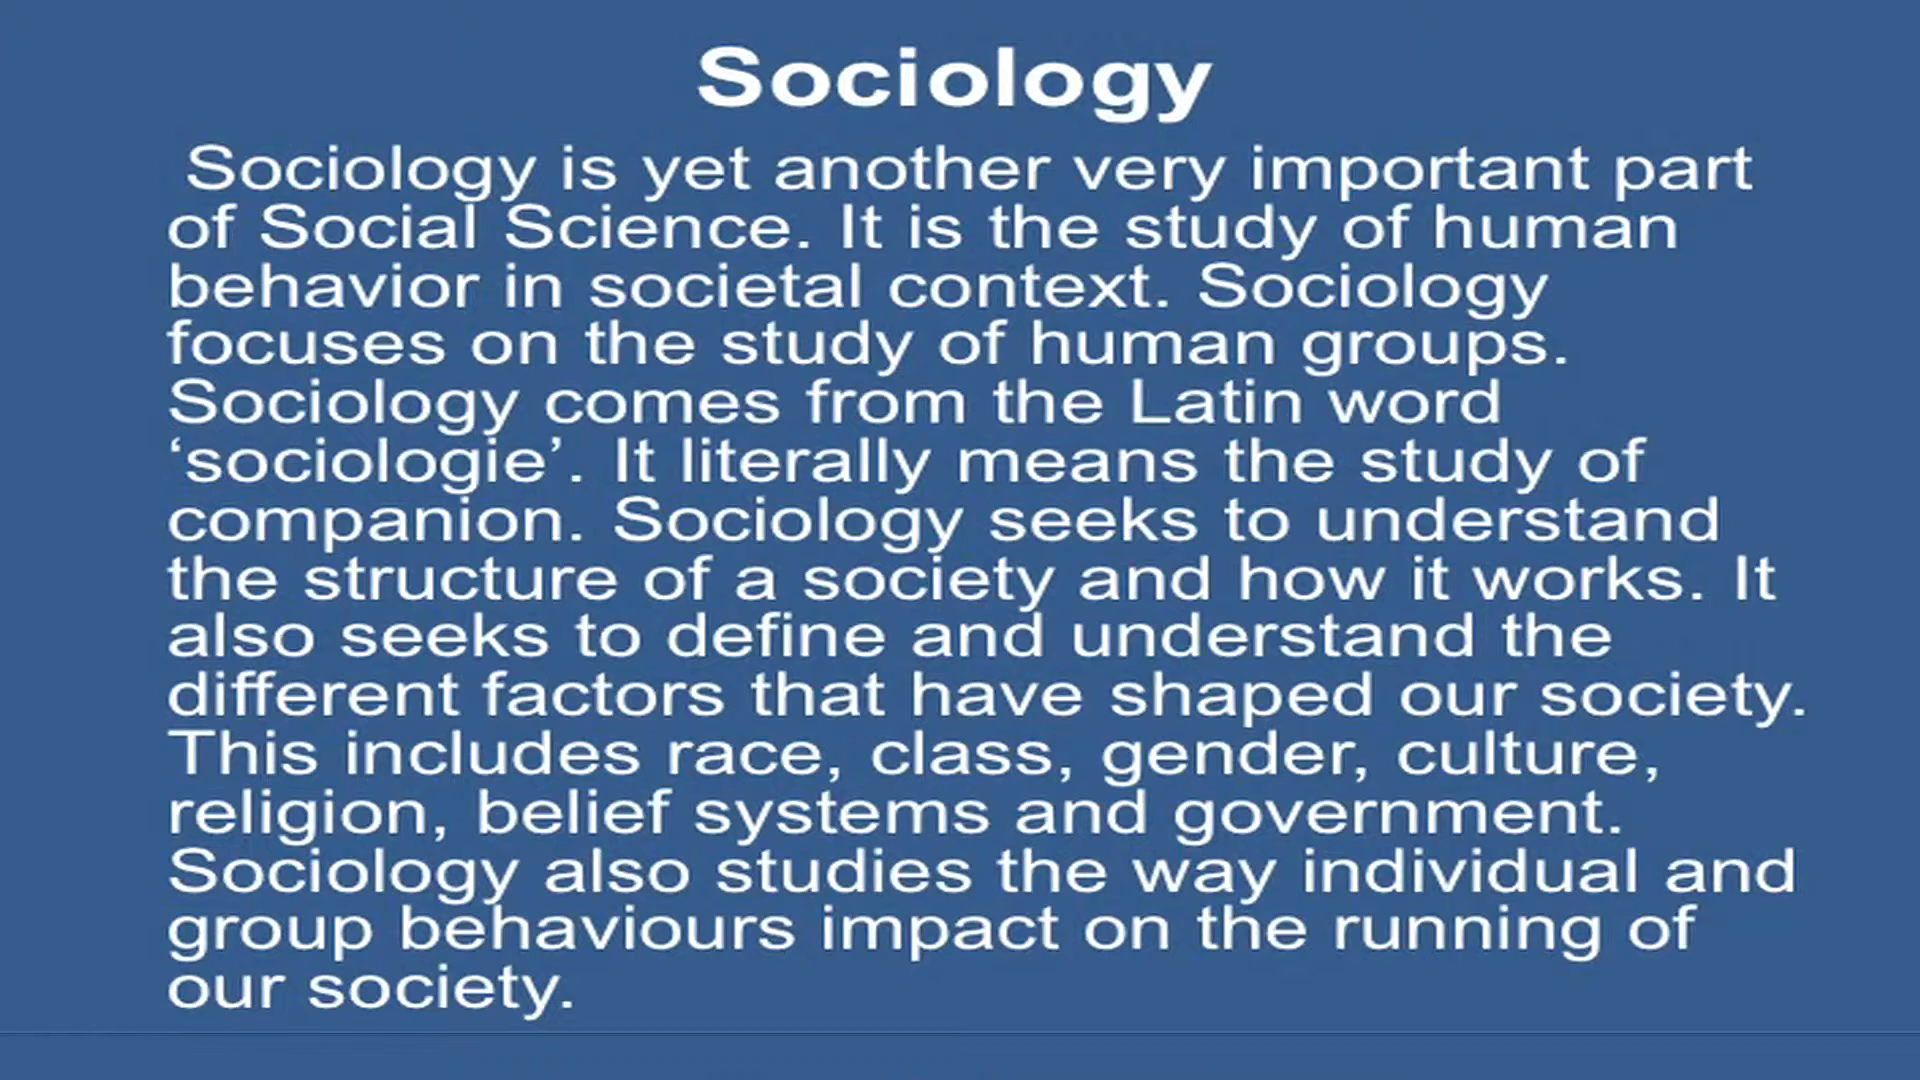 Sociology
Sociology is yet another very important part
of Social Science. It is the study of human
behavior in societal context. Sociology
focuses on the study of human groups.
Sociology comes from the Latin word
‘sociologie’. It literally means the study of
companion. Sociology seeks to understand
the structure of a society and how it works. It
also seeks to define and understand the
different factors that have shaped our society.
This includes race, class, gender, culture,
religion, belief systems and government.
Sociology also studies the way individual and
group behaviours impact on the running of
our society.